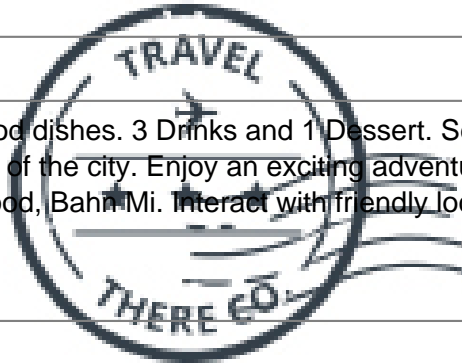 TRAVEL
od dishes. 3 Drinks and 1 Dessert. S
of the city. Enjoy an exciting adventu
od, Bahn Mi. Interact with friendly loc
THERE CO.